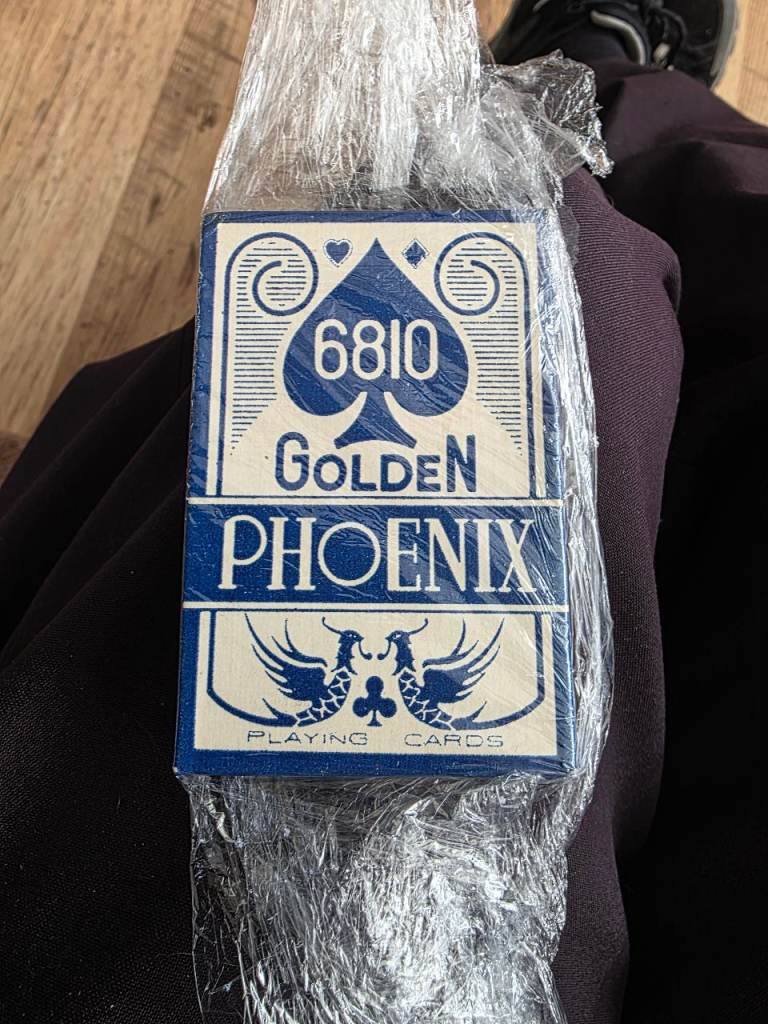 6810
GOLDEN
PHOENIX
PLAYING CARDS